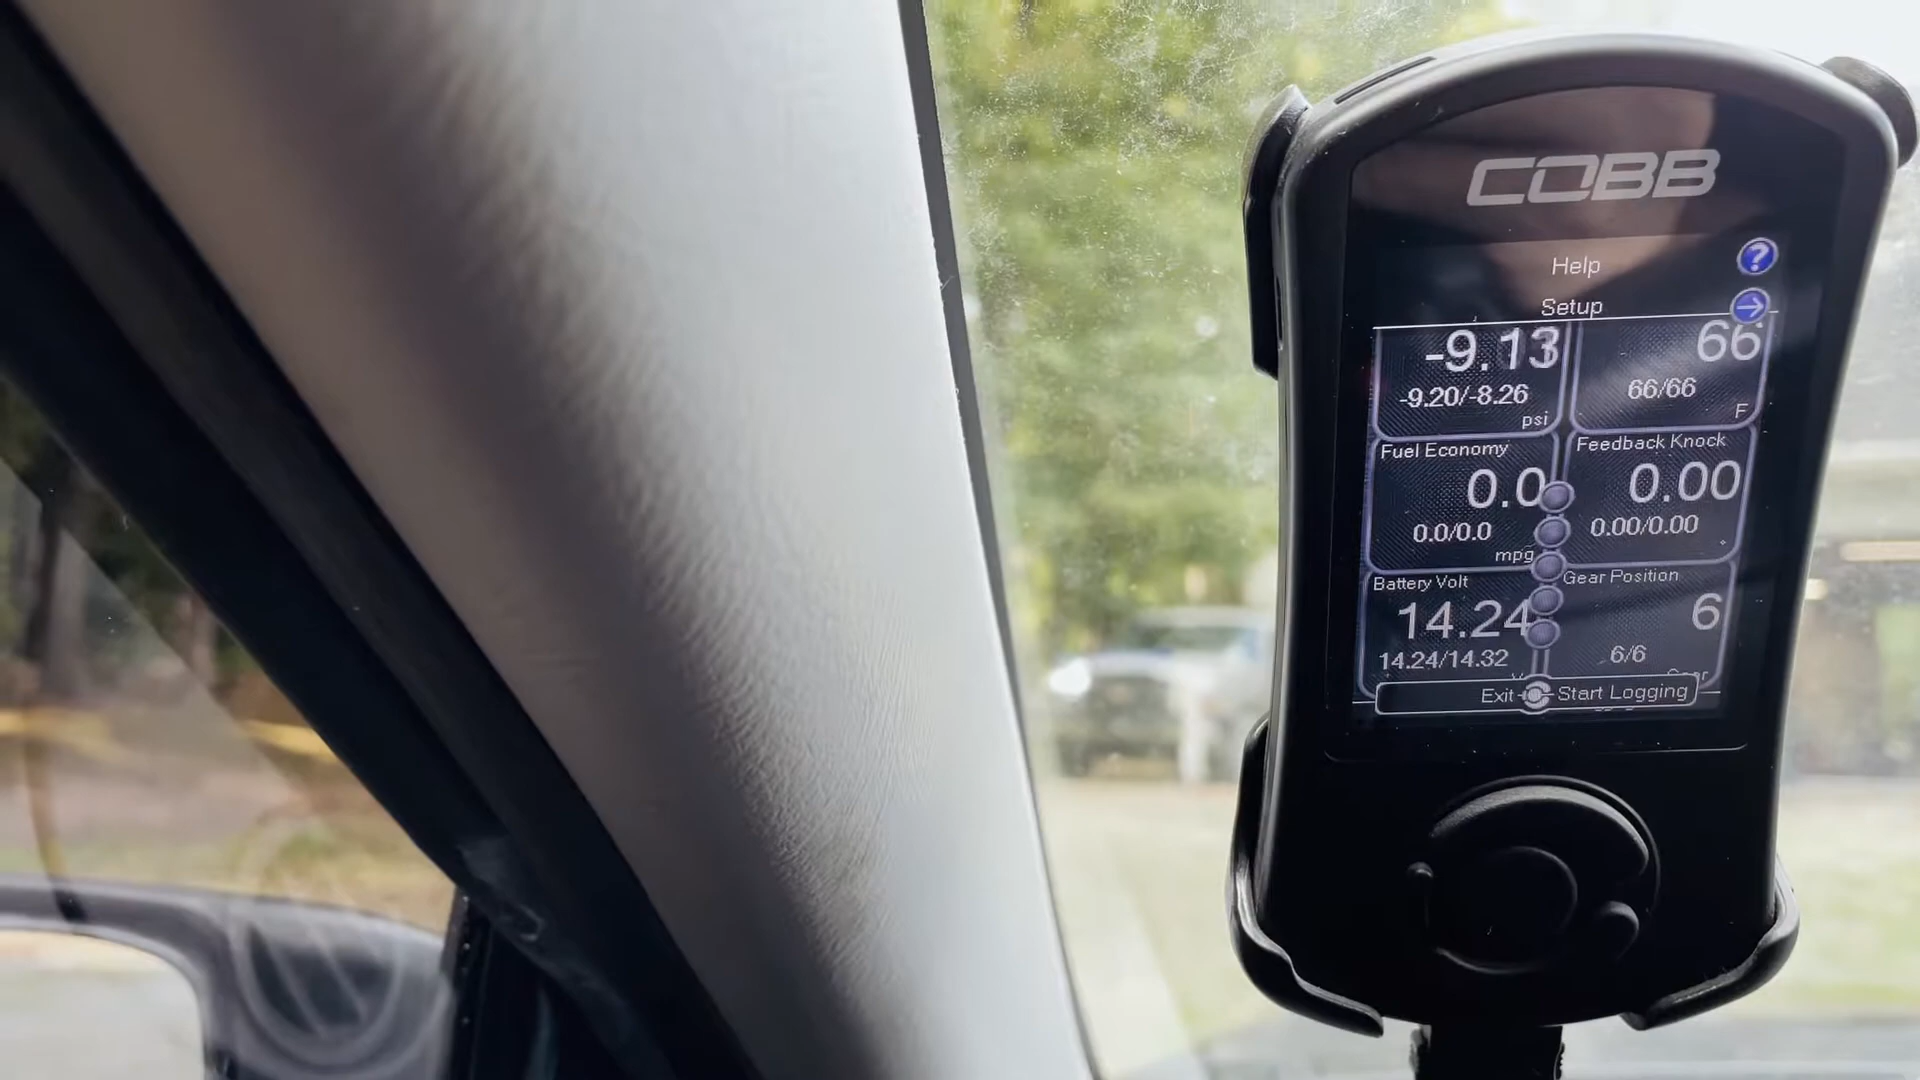 COBB
Help
?
Setup
-9.13
66
-9.20/-8.26
66/66
psi
F
Fuel Economy
Feedback Knock
0.0
0.00
0.0/0.0
0.00/0.00
mpg
Battery Volt
Gear Position
14.24
6
14.24/14.32
6/6
Exit
Start Logging